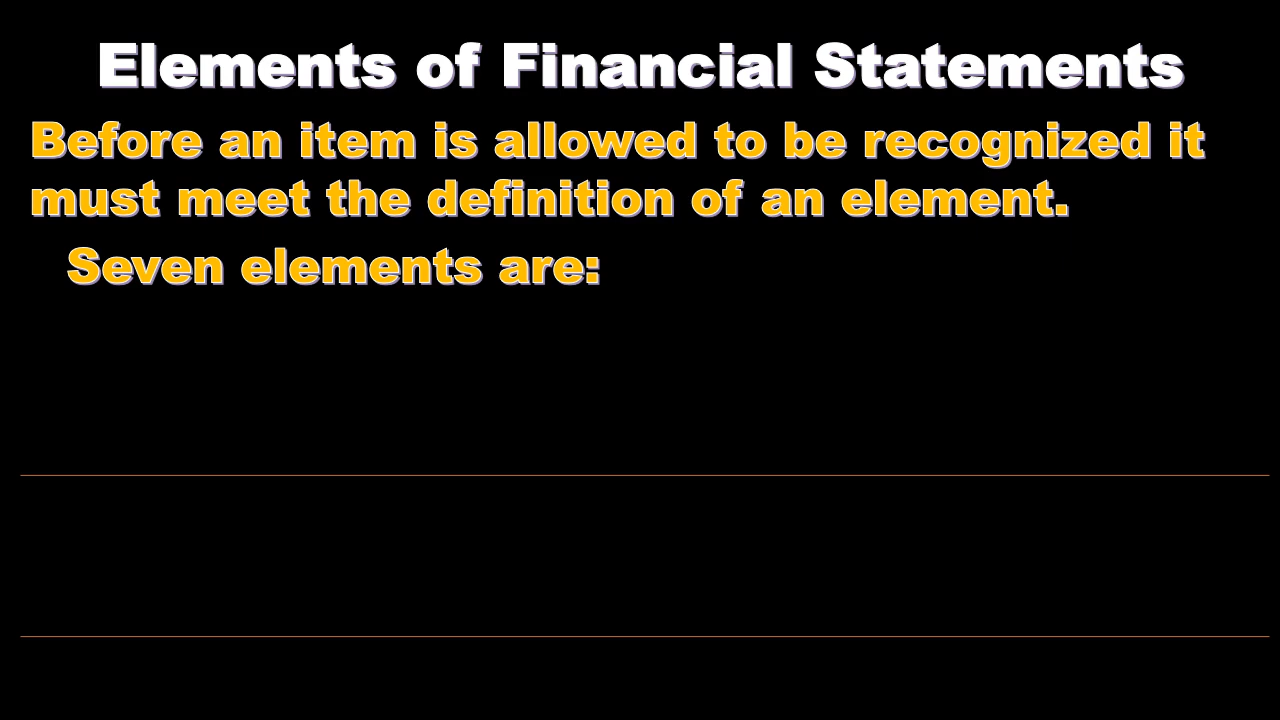 Elements of Financial Statements
Before an item is allowed to be recognized it
must meet the definition of an element.
Seven elements are: